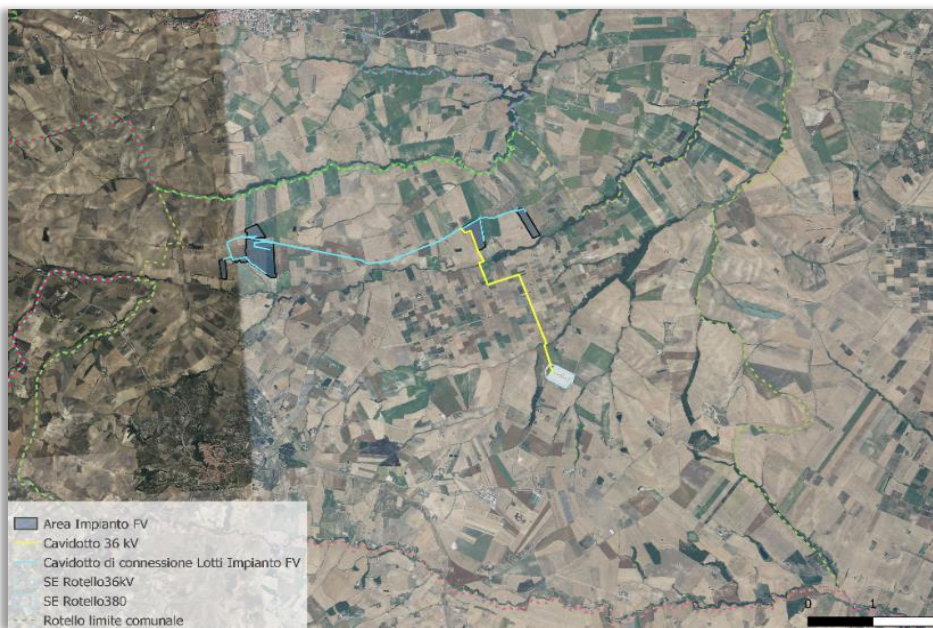 Area Impianto FV
Cavidotto 36 kV
Cavidotto di connessione Lotti Impianto FV
SE Rotello36kV
SE Rotello380
Rotello limite comunale
0 1